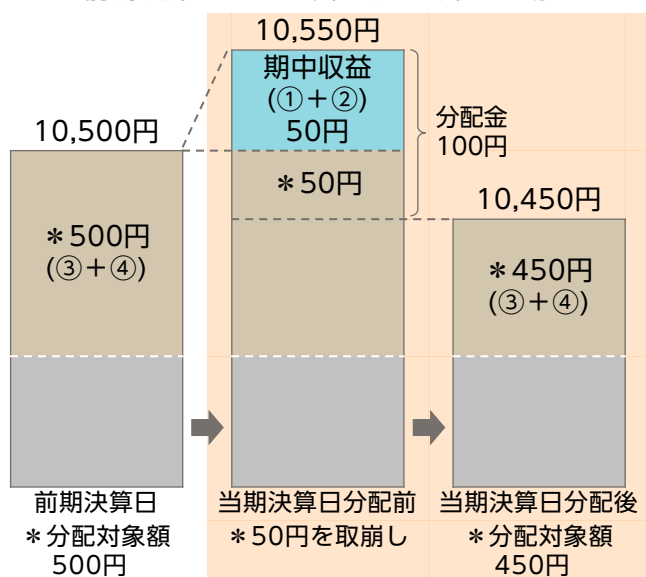 10,550円
期中収益
(①＋②)
50円
分配金
100円
10,500円
＊50円
10,450円
＊500円
(③＋④)
＊450円
(③＋④)
前期決算日
当期決算日分配前
当期決算日分配後
＊分配対象額
500円
＊50円を取崩し
＊分配対象額
450円